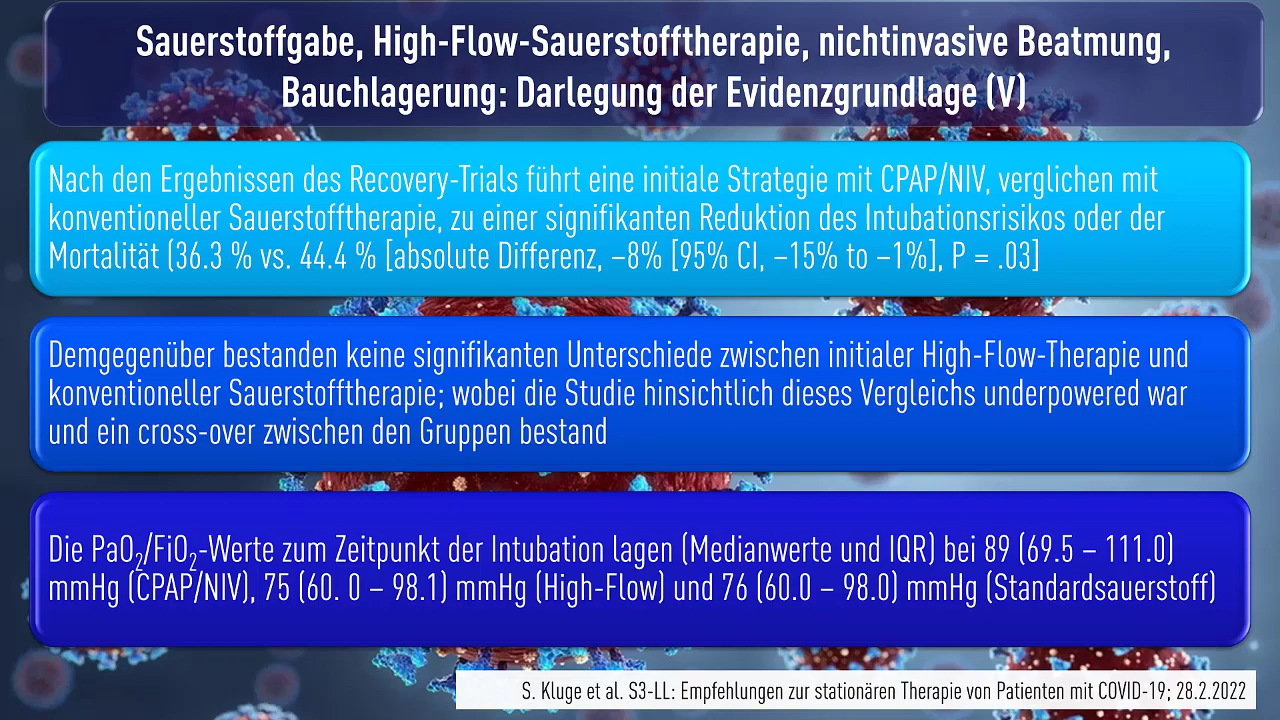 Sauerstoffgabe, High-Flow-Sauerstofftherapie, nichtinvasive Beatmung,
Bauchlagerung: Darlegung der Evidenzgrundlage (V)
Nach den Ergebnissen des Recovery-Trials führt eine initiale Strategie mit CPAP/NIV, verglichen mit
konventioneller Sauerstofftherapie, zu einer signifikanten Reduktion des Intubationsrisikos oder der
Mortalität (36.3 % vs. 44.4 % [absolute Differenz, −8% [95% CI, −15% to −1%], P = .03]
Demgegenüber bestanden keine signifikanten Unterschiede zwischen initialer High-Flow-Therapie und
konventioneller Sauerstofftherapie; wobei die Studie hinsichtlich dieses Vergleichs underpowered war
und ein cross-over zwischen den Gruppen bestand
Die PaO₂/FiO₂-Werte zum Zeitpunkt der Intubation lagen (Medianwerte und IQR) bei 89 (69.5 – 111.0)
mmHg (CPAP/NIV), 75 (60. 0 – 98.1) mmHg (High-Flow) und 76 (60.0 – 98.0) mmHg (Standardsauerstoff)
S. Kluge et al. S3-LL: Empfehlungen zur stationären Therapie von Patienten mit COVID-19; 28.2.2022